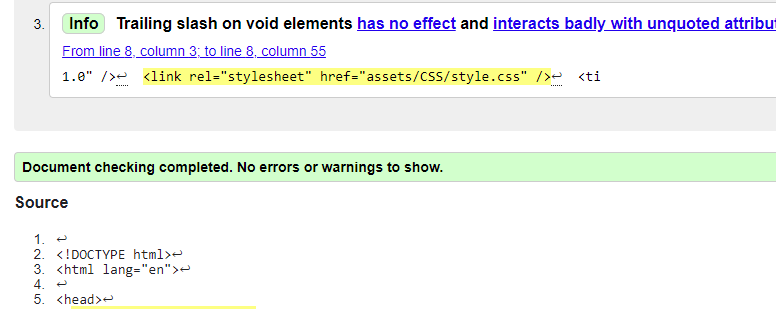 3. Info Trailing slash on void elements has no effect and interacts badly with unquoted
From line 8, column 3; to line 8, column 55
1.0" />↩ <link rel="stylesheet" href="assets/CSS/style.css" />↩ <ti
Document checking completed. No errors or warnings to show.
Source
1. ↩
2. <!DOCTYPE html>↩
3. <html lang="en">↩
4. ↩
5. <head>↩